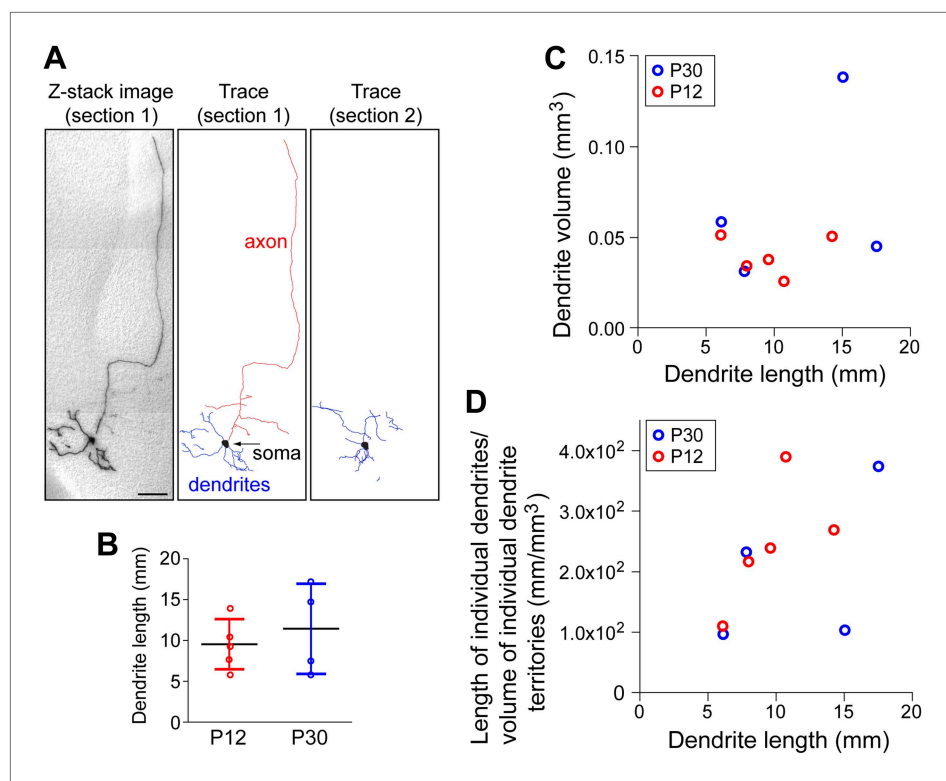 A
Z-stack image
(section 1)
Trace
(section 1)
Trace
(section 2)
axon
soma
dendrites
B
Dendrite length (mm)
20
15
10
5
0
P12
P30
C
Dendrite volume (mm³)
0.15
0.10
0.05
0.00
P30
P12
0
5
10
15
20
Dendrite length (mm)
D
Length of individual dendrites/
volume of individual dendrite
territories (mm/mm³)
4.0x10²
3.0x10²
2.0x10²
1.0x10²
0
P30
P12
0
5
10
15
20
Dendrite length (mm)